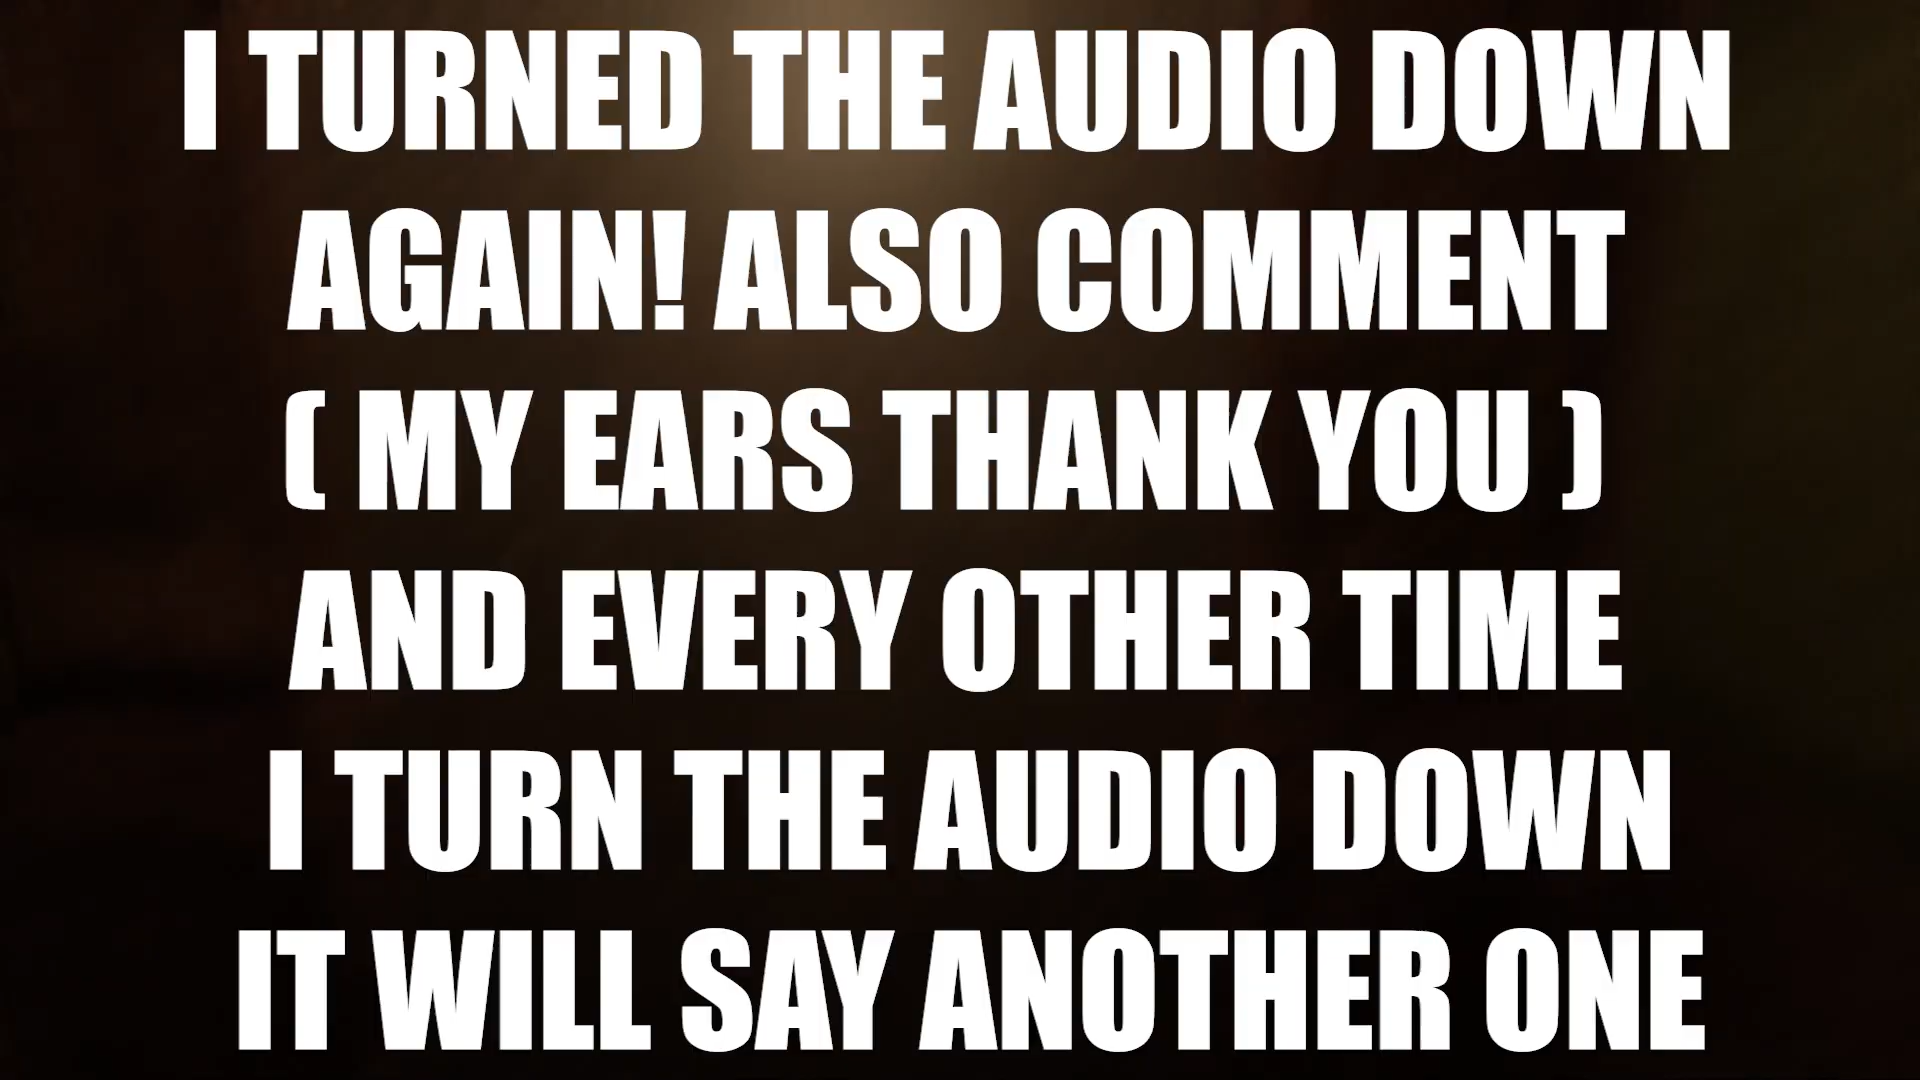 I TURNED THE AUDIO DOWN
AGAIN! ALSO COMMENT
( MY EARS THANK YOU )
AND EVERY OTHER TIME
I TURN THE AUDIO DOWN
IT WILL SAY ANOTHER ONE